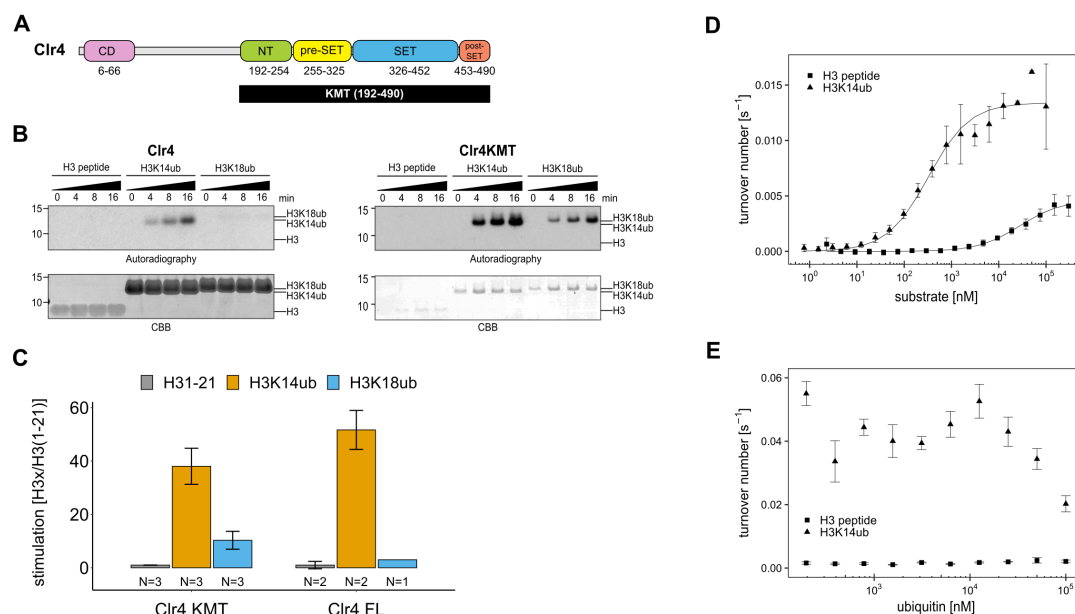 A
Clr4
CD
NT
pre-SET
SET
post-
SET
6-66
192-254
255-325
326-452
453-490
KMT (192-490)
B
Clr4
H3 peptide
H3K14ub
H3K18ub
0 4 8 16 0 4 8 16 0 4 8 16 min
15
10
H3K18ub
H3K14ub
H3
Autoradiography
15
10
H3K18ub
H3K14ub
H3
CBB
Clr4KMT
H3 peptide
H3K14ub
H3K18ub
0 4 8 16 0 4 8 16 0 4 8 16 min
15
10
H3K18ub
H3K14ub
H3
Autoradiography
15
10
H3K18ub
H3K14ub
H3
CBB
C
H31-21
H3K14ub
H3K18ub
stimulation [H3x/H3(1-21)]
60
40
20
0
N=3
N=3
N=3
N=2
N=2
N=1
Clr4 KMT
Clr4 FL
D
H3 peptide
H3K14ub
turnover number [s⁻¹]
0.015
0.010
0.005
0.000
10⁰
10¹
10²
10³
10⁴
10⁵
substrate [nM]
E
turnover number [s⁻¹]
0.06
0.04
0.02
0.00
H3 peptide
H3K14ub
10³
10⁴
10⁵
ubiquitin [nM]